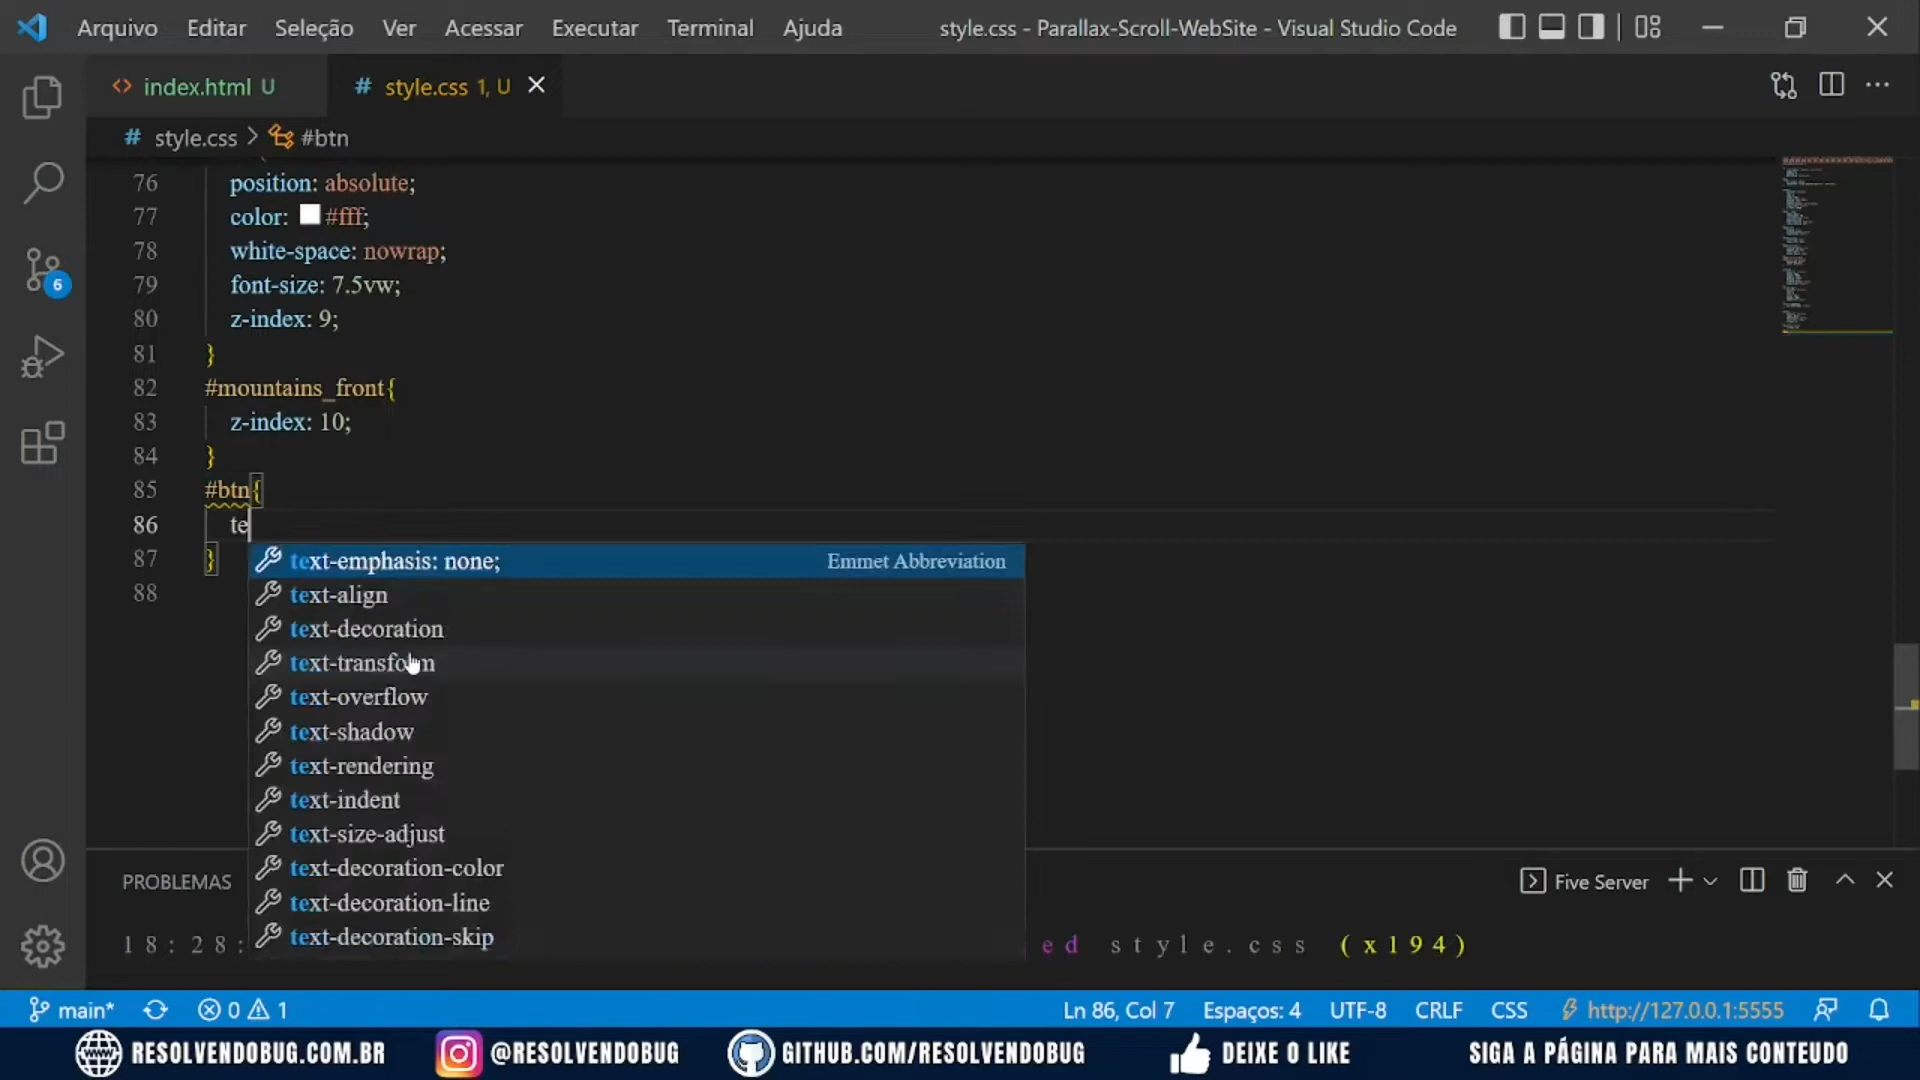 Arquivo Editar Seleção Ver Acessar Executar Terminal Ajuda style.css - Parallax-Scroll-WebSite - Visual Studio Code
<> index.html U # style.css 1, U
# style.css > #btn
76 position: absolute;
77 color: #fff;
78 white-space: nowrap;
79 font-size: 7.5vw;
80 z-index: 9;
81 }
82 #mountains_front{
83 z-index: 10;
84 }
85 #btn{
86 te
87 }
88
text-emphasis: none; Emmet Abbreviation
text-align
text-decoration
text-transform
text-overflow
text-shadow
text-rendering
text-indent
text-size-adjust
text-decoration-color
text-decoration-line
text-decoration-skip
6
PROBLEMAS Five Server
18:28: ed style.css (x194)
main* 0 1 Ln 86, Col 7 Espaços: 4 UTF-8 CRLF CSS http://127.0.0.1:5555
RESOLVENDOBUG.COM.BR @RESOLVENDOBUG GITHUB.COM/RESOLVENDOBUG DEIXE O LIKE SIGA A PÁGINA PARA MAIS CONTEUDO